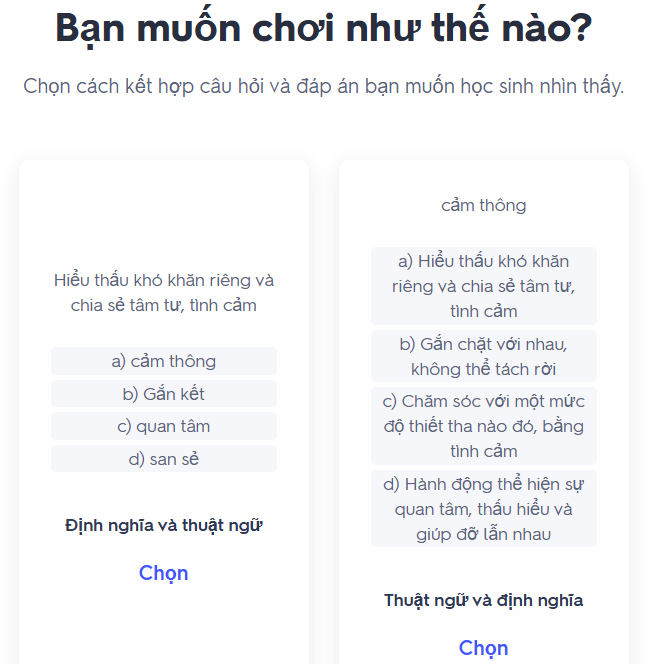 Bạn muốn chơi như thế nào?
Chọn cách kết hợp câu hỏi và đáp án bạn muốn học sinh nhìn thấy.
Hiểu thấu khó khăn riêng và
chia sẻ tâm tư, tình cảm
a) cảm thông
b) Gắn kết
c) quan tâm
d) san sẻ
Định nghĩa và thuật ngữ
Chọn
cảm thông
a) Hiểu thấu khó khăn
riêng và chia sẻ tâm tư,
tình cảm
b) Gắn chặt với nhau,
không thể tách rời
c) Chăm sóc với một mức
độ thiết tha nào đó, bằng
tình cảm
d) Hành động thể hiện sự
quan tâm, thấu hiểu và
giúp đỡ lẫn nhau
Thuật ngữ và định nghĩa
Chọn